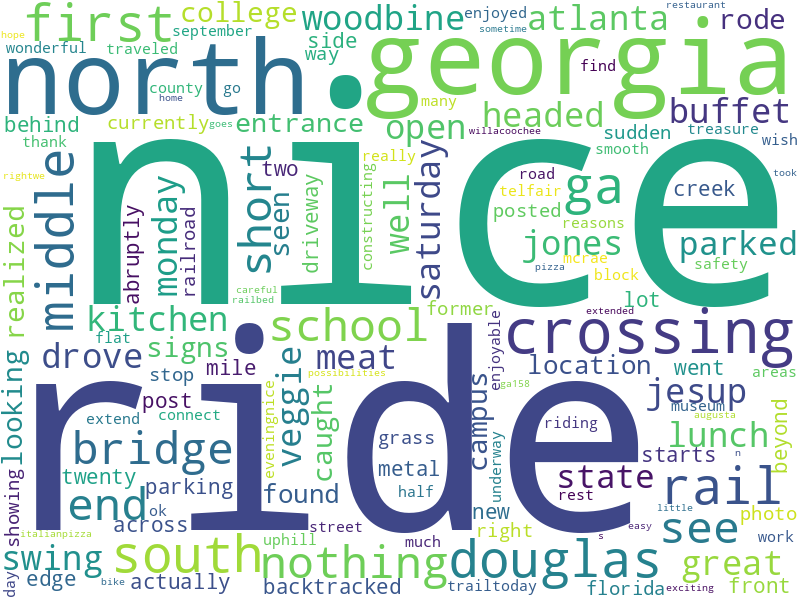 hope
first
college
woodbine
atlanta
restaurant
enjoyed
sometime
rode
wonderful
traveled
september
side
way
north
georgia
find
county
home
go
many
headed
buffet
behind
currently
goes
entrance
open
willacoochee
sudden
treasure
thank
smooth
wish
rightwe
middle
nice
short
two
really
road
took
monday
seen
driveway
constructing
well
saturday
ga
telfair
posted
reasons
creek
realized
abruptly
railroad
jones
mcrae
block
parked
safety
careful
railbed
lot
kitchen
former
extended
school
crossing
flat
signs
enjoyable
looking
drove
stop
mile
meat
pizza
location
went
areas
possibilities
ga158
jesup
museum
post
eveningnice
veggie
caught
campus
extend
connect
augusta
grass
riding
lunch
beyond
bridge
ride
metal
underway
starts
n
twenty
parking
found
half
state
rest
rail
showing
end
ok
across
street
new
little
photo
italianpizza
uphill
much
right
s
easy
see
work
swing
south
nothing
douglas
great
day
edge
bike
actually
backtracked
trailtoday
florida
exciting
front